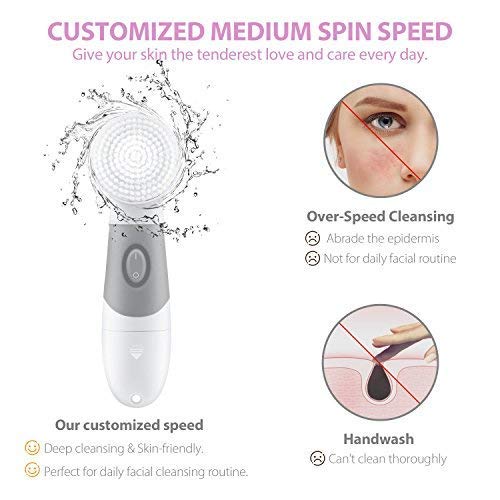 CUSTOMIZED MEDIUM SPIN SPEED
Give your skin the tenderest love and care every day.
Over-Speed Cleansing
Abrade the epidermis
Not for daily facial routine
Our customized speed
Deep cleansing & Skin-friendly.
Perfect for daily facial cleansing routine.
Handwash
Can't clean thoroughly